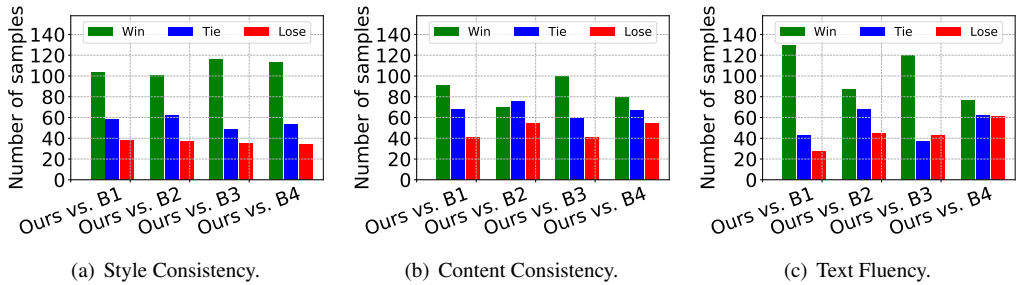 Number of samples
140
120
100
80
60
40
20
0
Win Tie Lose
Ours vs. B1
Ours vs. B2
Ours vs. B3
Ours vs. B4
(a) Style Consistency.
Number of samples
140
120
100
80
60
40
20
0
Win Tie Lose
Ours vs. B1
Ours vs. B2
Ours vs. B3
Ours vs. B4
(b) Content Consistency.
Number of samples
140
120
100
80
60
40
20
0
Win Tie Lose
Ours vs. B1
Ours vs. B2
Ours vs. B3
Ours vs. B4
(c) Text Fluency.